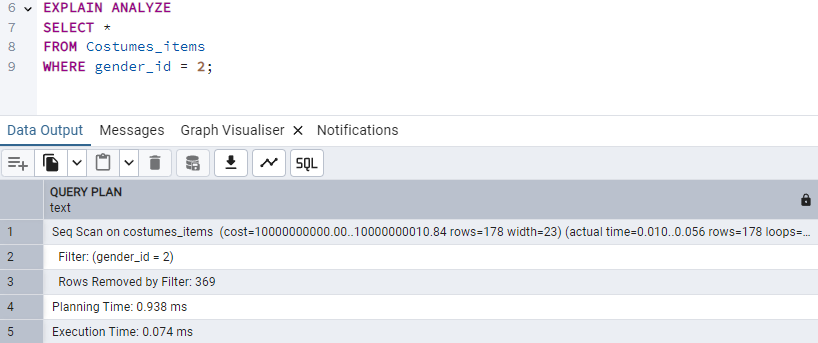 6 EXPLAIN ANALYZE
7 SELECT *
8 FROM Costumes_items
9 WHERE gender_id = 2;
Data Output Messages Graph Visualiser Notifications
SQL
QUERY PLAN
text
1 Seq Scan on costumes_items (cost=10000000000.00..10000000010.84 rows=178 width=23) (actual time=0.010..0.056 rows=178 loops=...
2 Filter: (gender_id = 2)
3 Rows Removed by Filter: 369
4 Planning Time: 0.938 ms
5 Execution Time: 0.074 ms